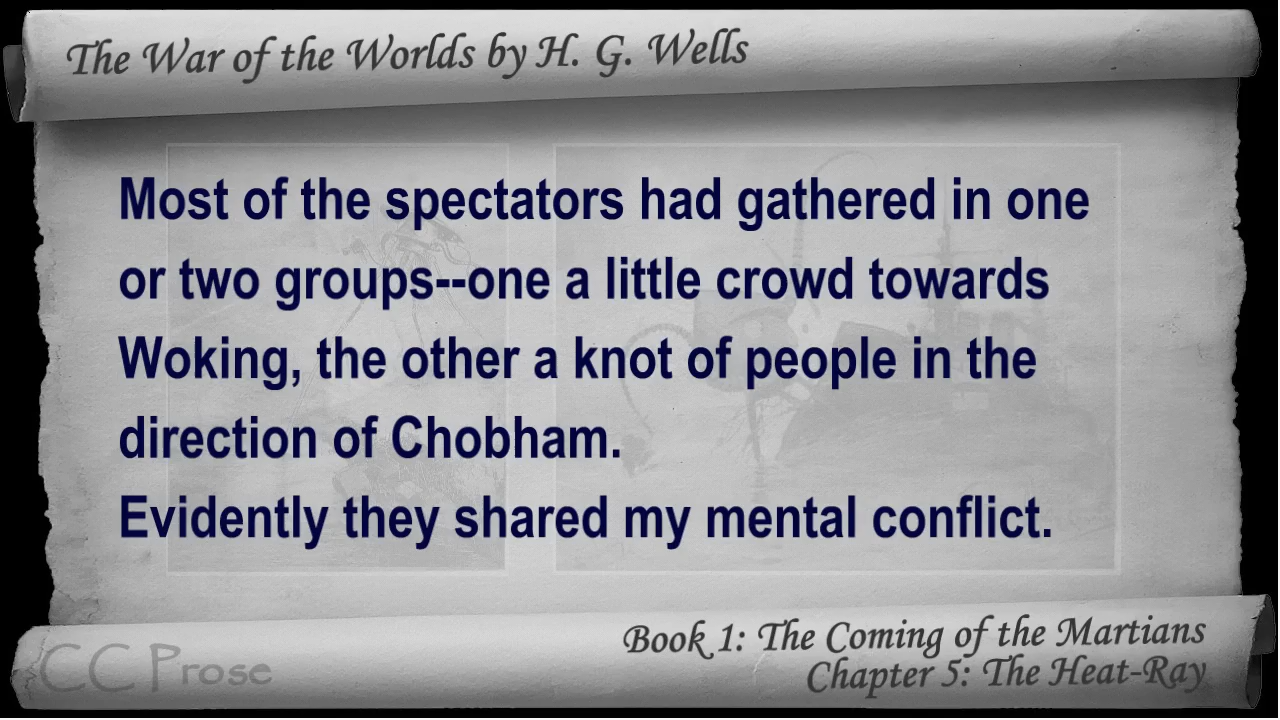 The War of the Worlds by H. G. Wells
Most of the spectators had gathered in one
or two groups--one a little crowd towards
Woking, the other a knot of people in the
direction of Chobham.
Evidently they shared my mental conflict.
Book 1: The Coming of the Martians
Chapter 5: The Heat-Ray
CC Prose